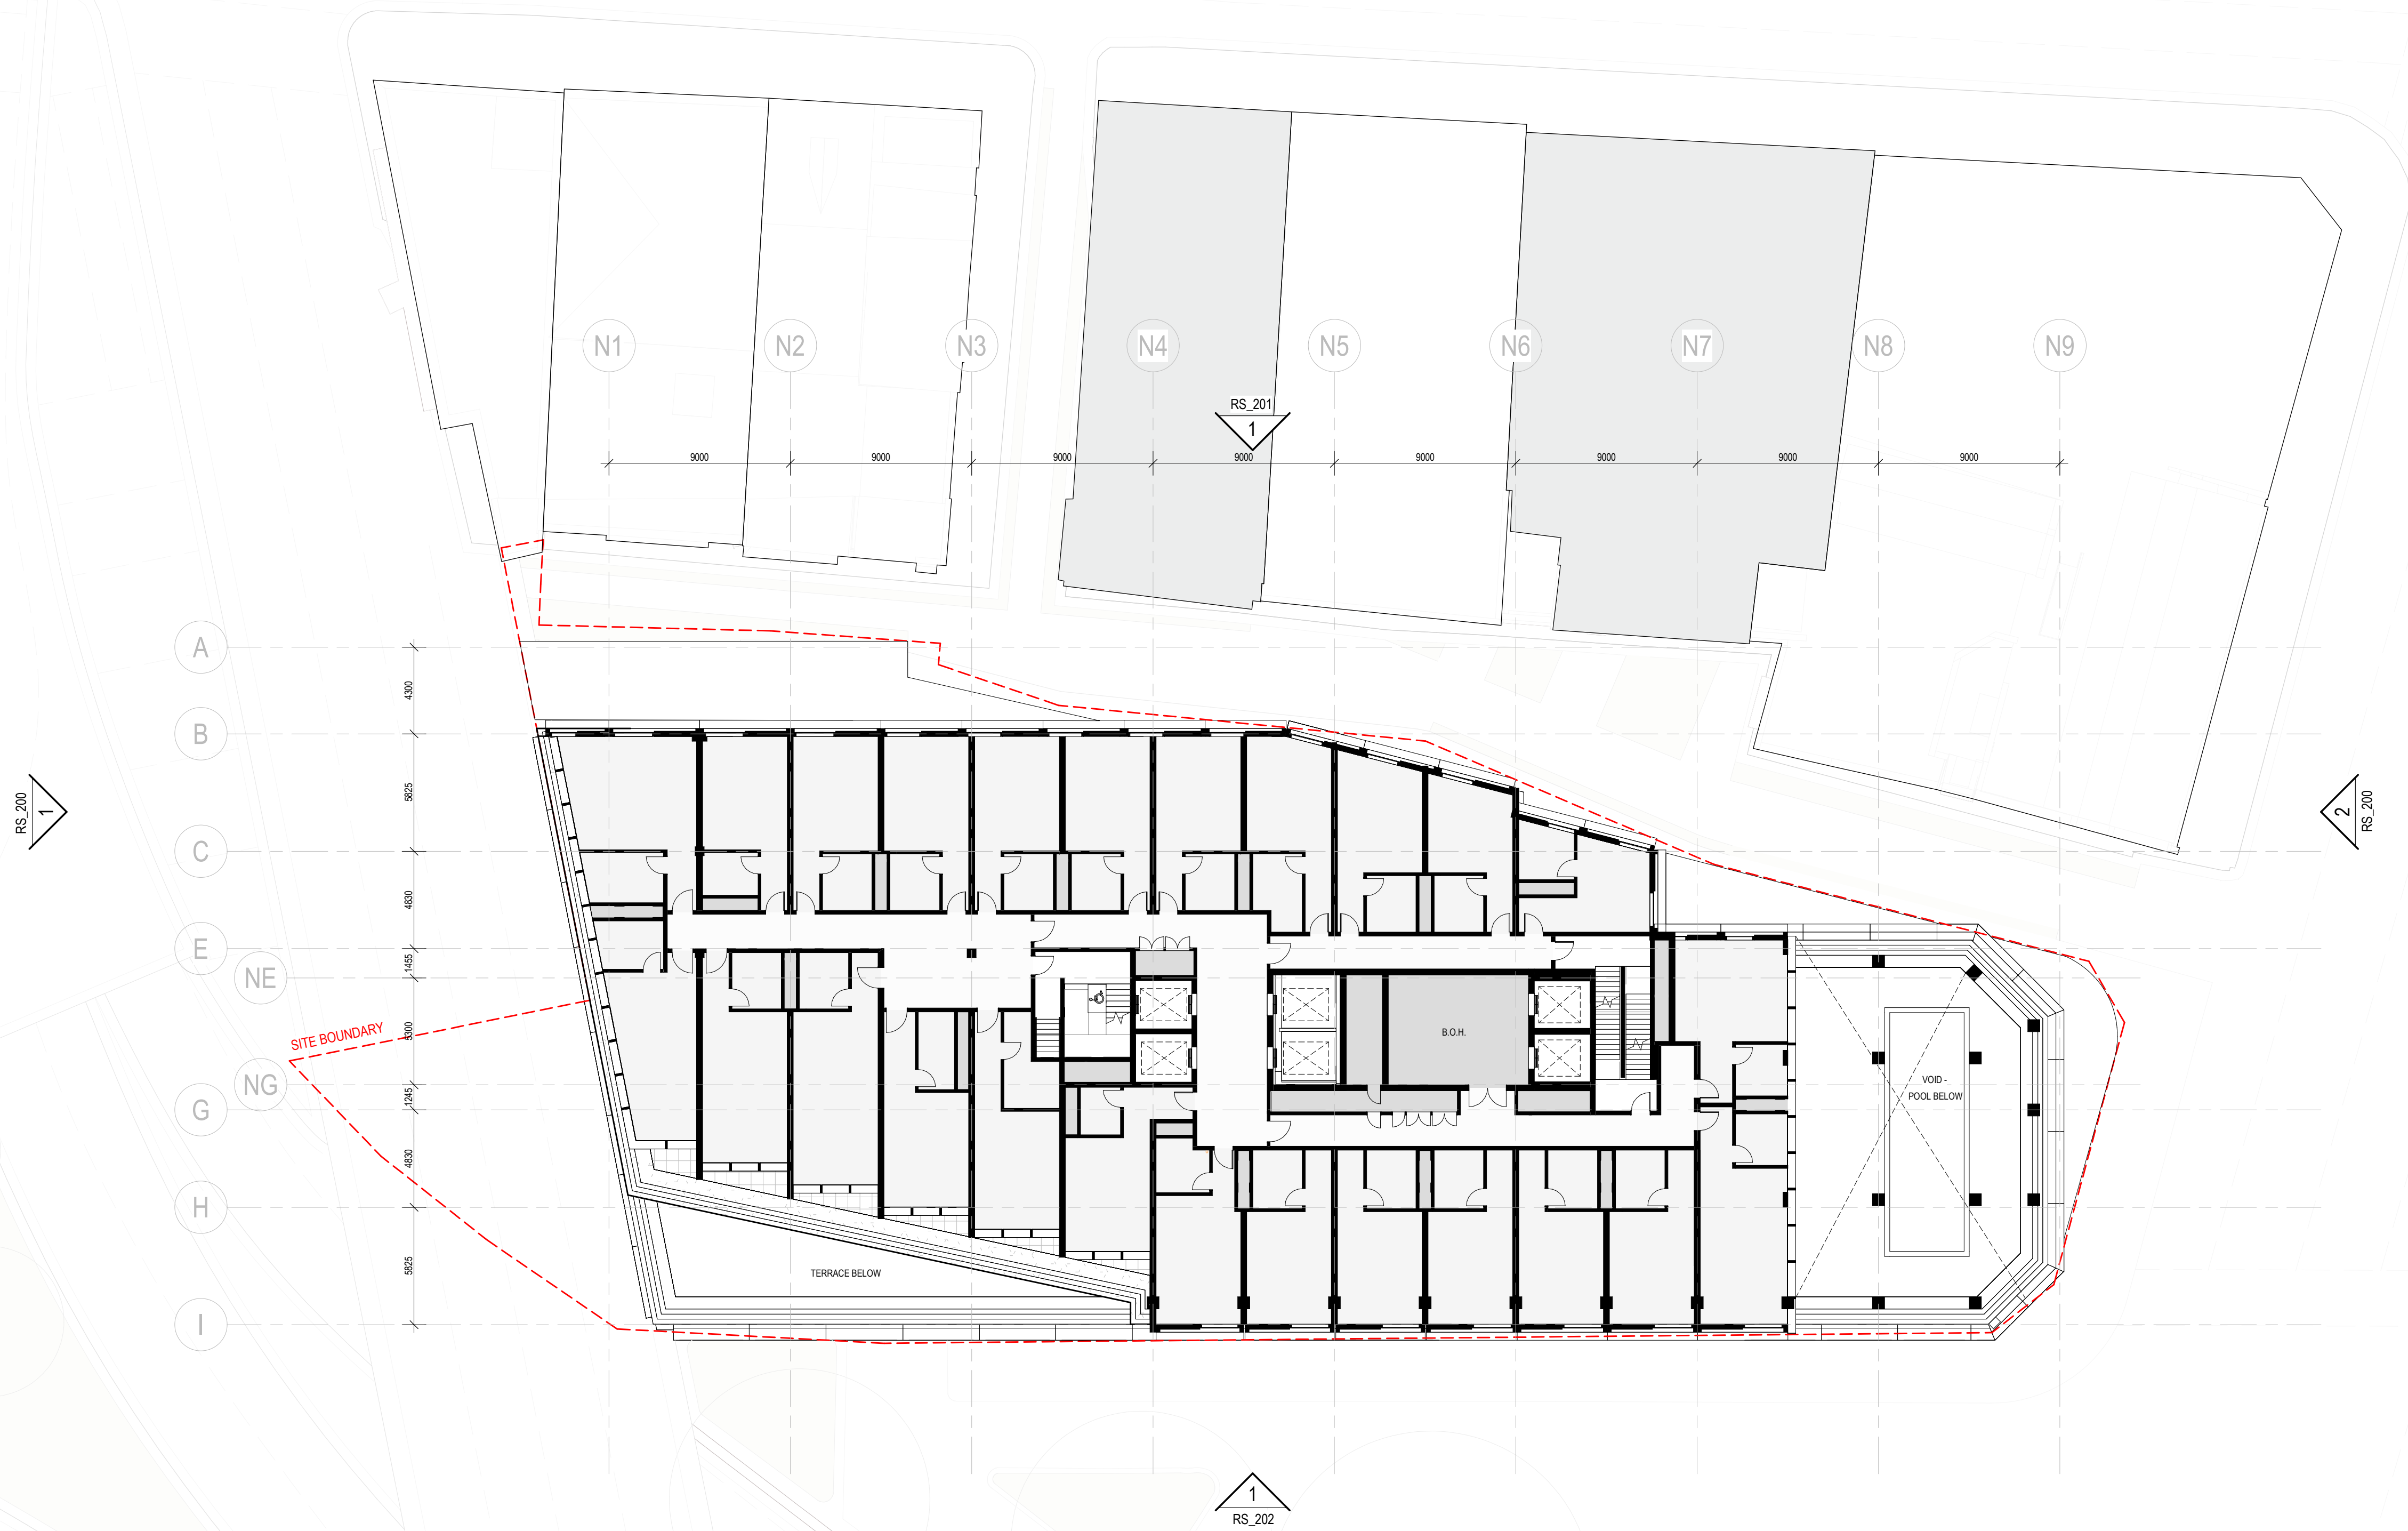 N1
N2
N3
N4
N5
N6
N7
N8
N9
RS_201
1
9000
9000
9000
9000
9000
9000
9000
9000
A
4300
B
5825
RS_200
1
2
RS_200
C
4830
E
1455
NE
SITE BOUNDARY
5300
B.O.H.
NG
1245
G
VOID -
POOL BELOW
4830
H
TERRACE BELOW
5825
I
1
RS_202